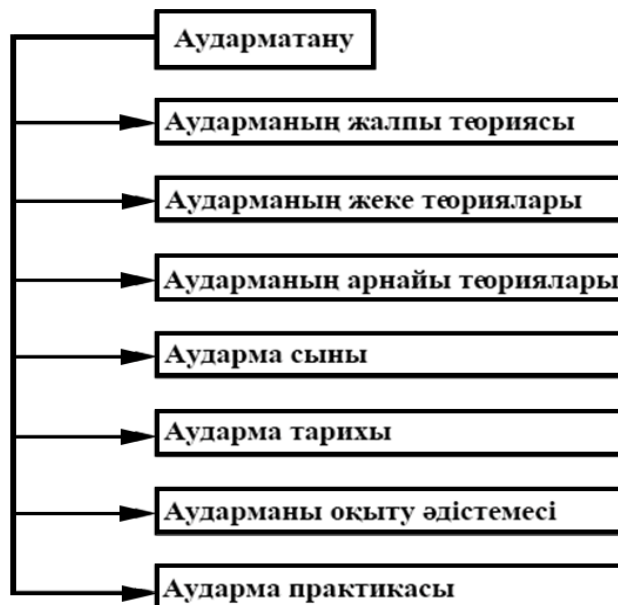 Аударматану
Аударманың жалпы теориясы
Аударманың жеке теориялары
Аударманың арнайы теориялары
Аударма сыны
Аударма тарихы
Аударманы оқыту әдістемесі
Аударма практикасы